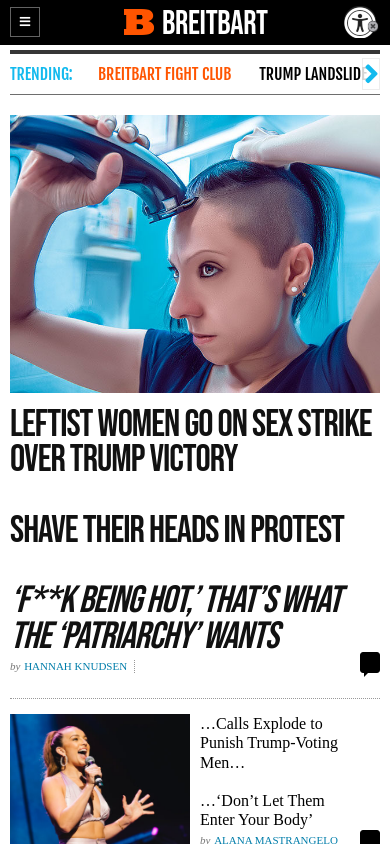 BREITBART
TRENDING: BREITBART FIGHT CLUB TRUMP LANDSLID
LEFTIST WOMEN GO ON SEX STRIKE
OVER TRUMP VICTORY
SHAVE THEIR HEADS IN PROTEST
‘F**K BEING HOT,’ THAT’S WHAT
THE ‘PATRIARCHY’ WANTS
by HANNAH KNUDSEN
…Calls Explode to
Punish Trump-Voting
Men…
…‘Don’t Let Them
Enter Your Body’
by ALANA MASTRANGELO